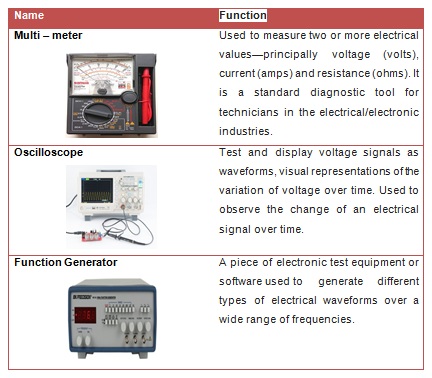 Name Function
Multi – meter
Used to measure two or more electrical
values—principally voltage (volts),
current (amps) and resistance (ohms). It
is a standard diagnostic tool for
technicians in the electrical/electronic
industries.
Oscilloscope
Test and display voltage signals as
waveforms, visual representations of the
variation of voltage over time. Used to
observe the change of an electrical
signal over time.
Function Generator
A piece of electronic test equipment or
software used to generate different
types of electrical waveforms over a
wide range of frequencies.